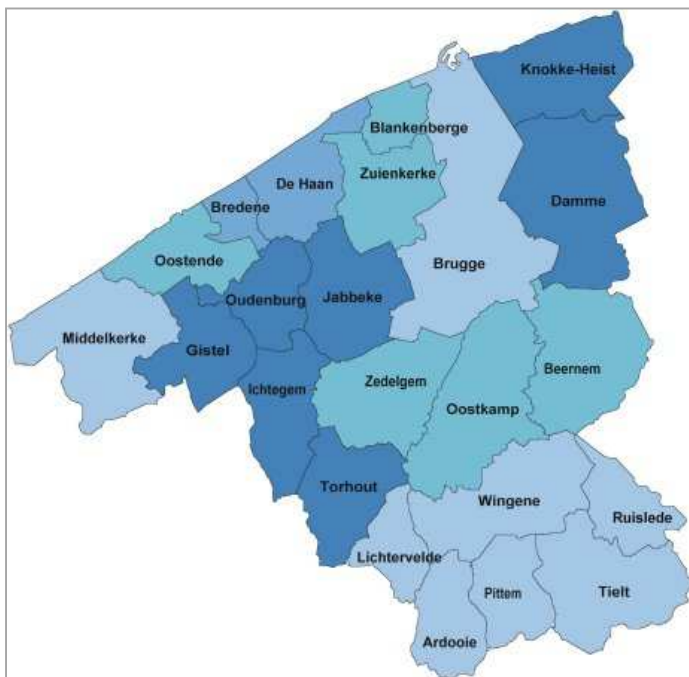 Knokke-Heist
Blankenberge
Zuienkerke
De Haan
Damme
Bredene
Oostende
Brugge
Oudenburg
Jabbeke
Middelkerke
Gistel
Beernem
Zedelgem
Ichtegem
Oostkamp
Torhout
Wingene
Ruislede
Lichtervelde
Tielt
Pittem
Ardooie